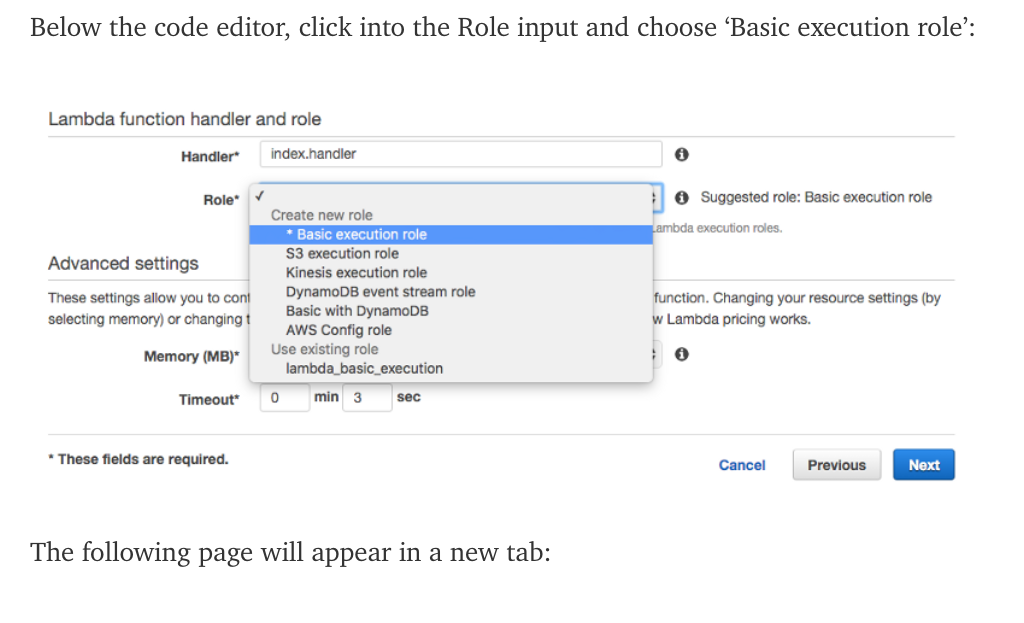 Below the code editor, click into the Role input and choose ‘Basic execution role’:
Lambda function handler and role
Handler* index.handler
Role* ✓ Suggested role: Basic execution role
Create new role
ambda execution roles.
* Basic execution role
S3 execution role
Advanced settings
Kinesis execution role
DynamoDB event stream role
These settings allow you to cont function. Changing your resource settings (by
Basic with DynamoDB
selecting memory) or changing t w Lambda pricing works.
AWS Config role
Use existing role
Memory (MB)*
lambda_basic_execution
Timeout* 0 min 3 sec
* These fields are required.
Cancel Previous Next
The following page will appear in a new tab: